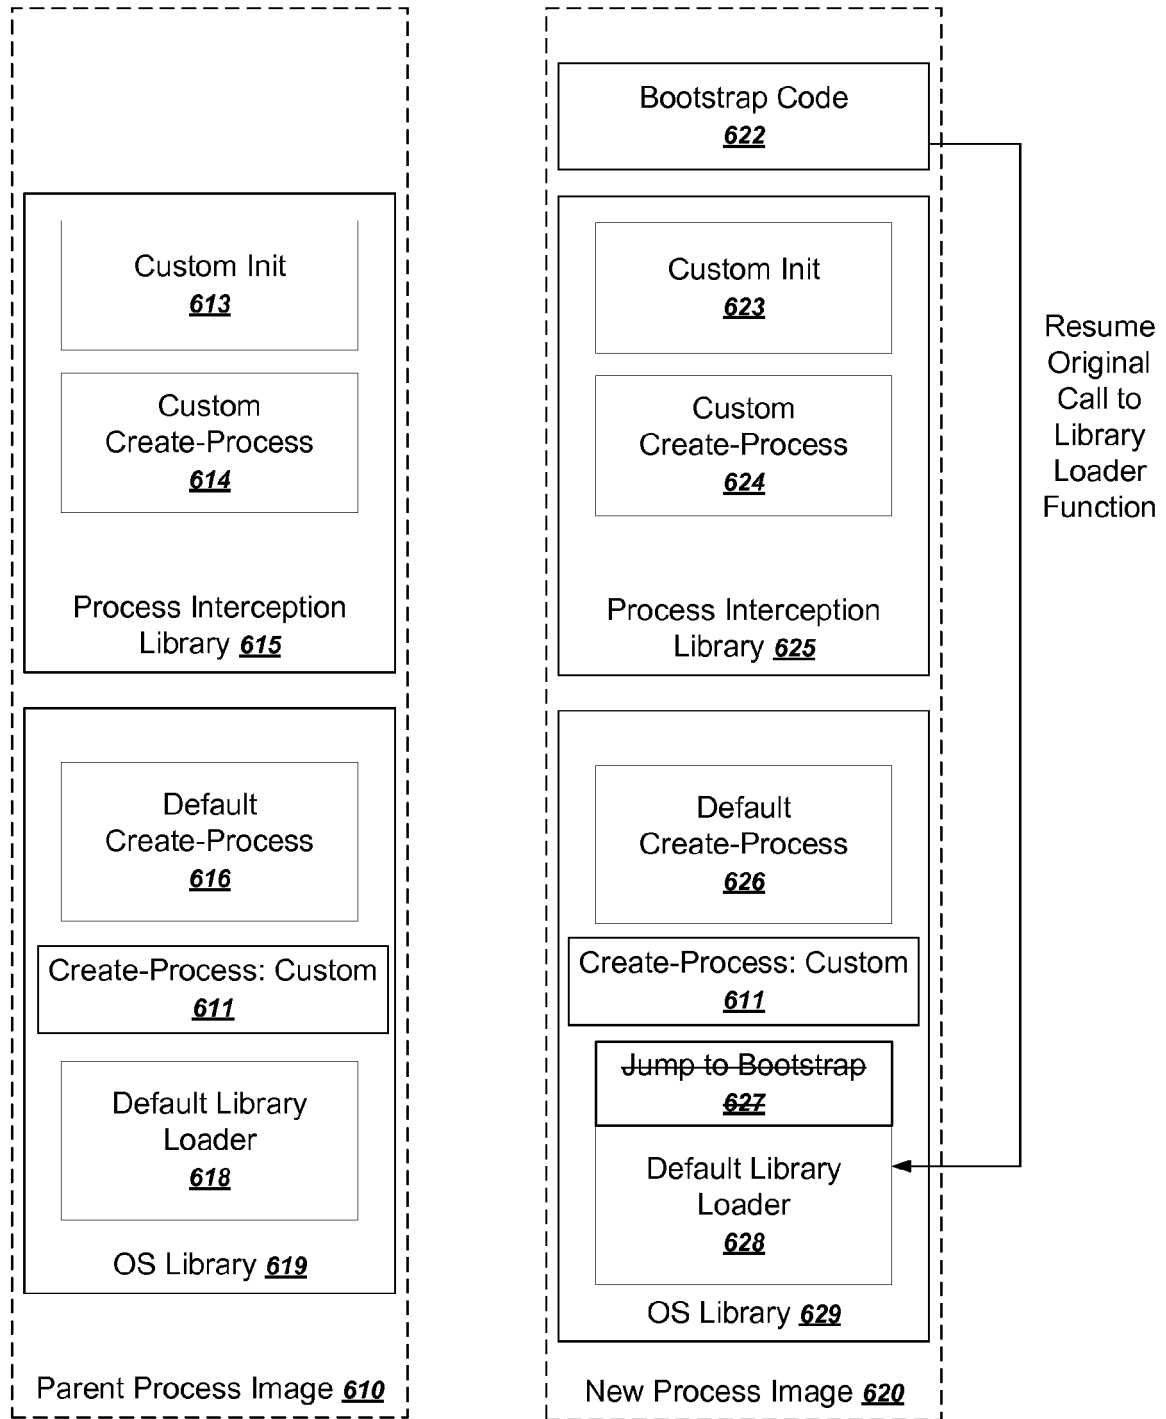 Custom Init
613
Custom
Create-Process
614
Process Interception
Library 615
Default
Create-Process
616
Create-Process: Custom
611
Default Library
Loader
618
OS Library 619
Parent Process Image 610
Bootstrap Code
622
Custom Init
623
Custom
Create-Process
624
Process Interception
Library 625
Default
Create-Process
626
Create-Process: Custom
611
Jump to Bootstrap
627
Default Library
Loader
628
OS Library 629
New Process Image 620
Resume
Original
Call to
Library
Loader
Function